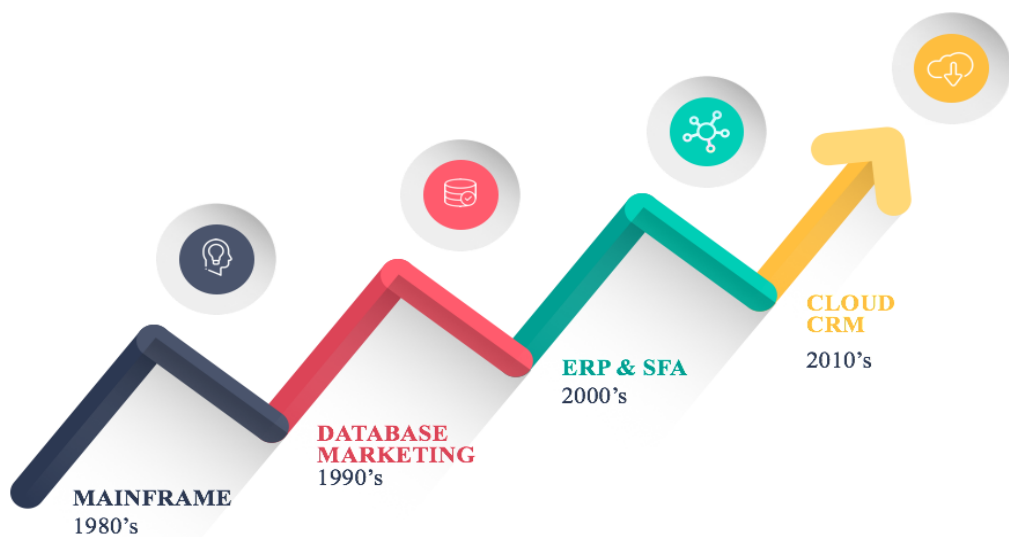 MAINFRAME
1980’s
DATABASE
MARKETING
1990’s
ERP & SFA
2000’s
CLOUD
CRM
2010’s